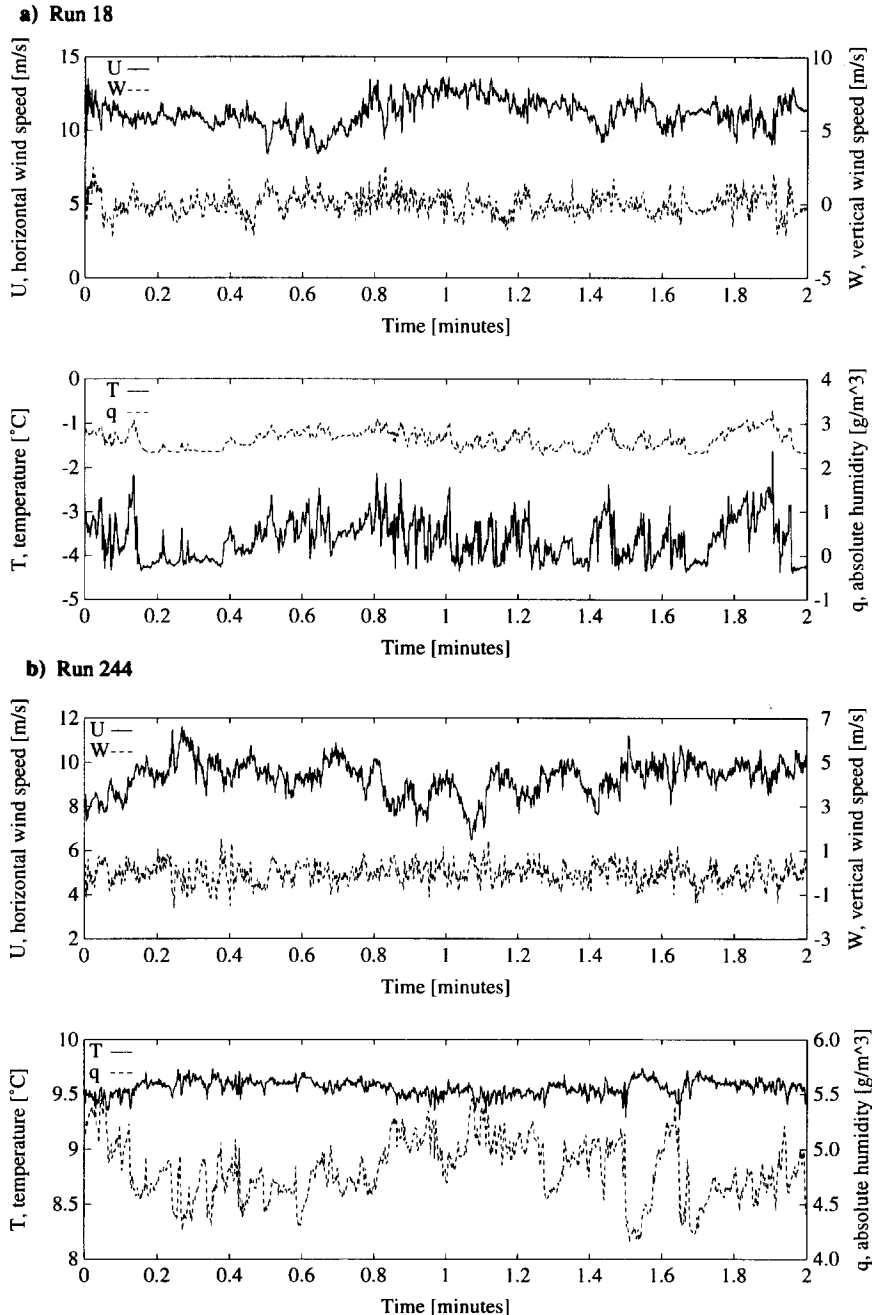 a) Run 18
U, horizontal wind speed [m/s]
15
10
5
0
U
W
10
5
0
-5
W, vertical wind speed [m/s]
0 0.2 0.4 0.6 0.8 1 1.2 1.4 1.6 1.8 2
Time [minutes]
T, temperature [°C]
0
-1
-2
-3
-4
-5
T
q
4
3
2
1
0
-1
q, absolute humidity [g/m^3]
0 0.2 0.4 0.6 0.8 1 1.2 1.4 1.6 1.8 2
Time [minutes]
b) Run 244
U, horizontal wind speed [m/s]
12
10
8
6
4
2
U
W
7
5
3
1
-1
-3
W, vertical wind speed [m/s]
0 0.2 0.4 0.6 0.8 1 1.2 1.4 1.6 1.8 2
Time [minutes]
T, temperature [°C]
10
9.5
9
8.5
8
T
q
6.0
5.5
5.0
4.5
4.0
q, absolute humidity [g/m^3]
0 0.2 0.4 0.6 0.8 1 1.2 1.4 1.6 1.8 2
Time [minutes]